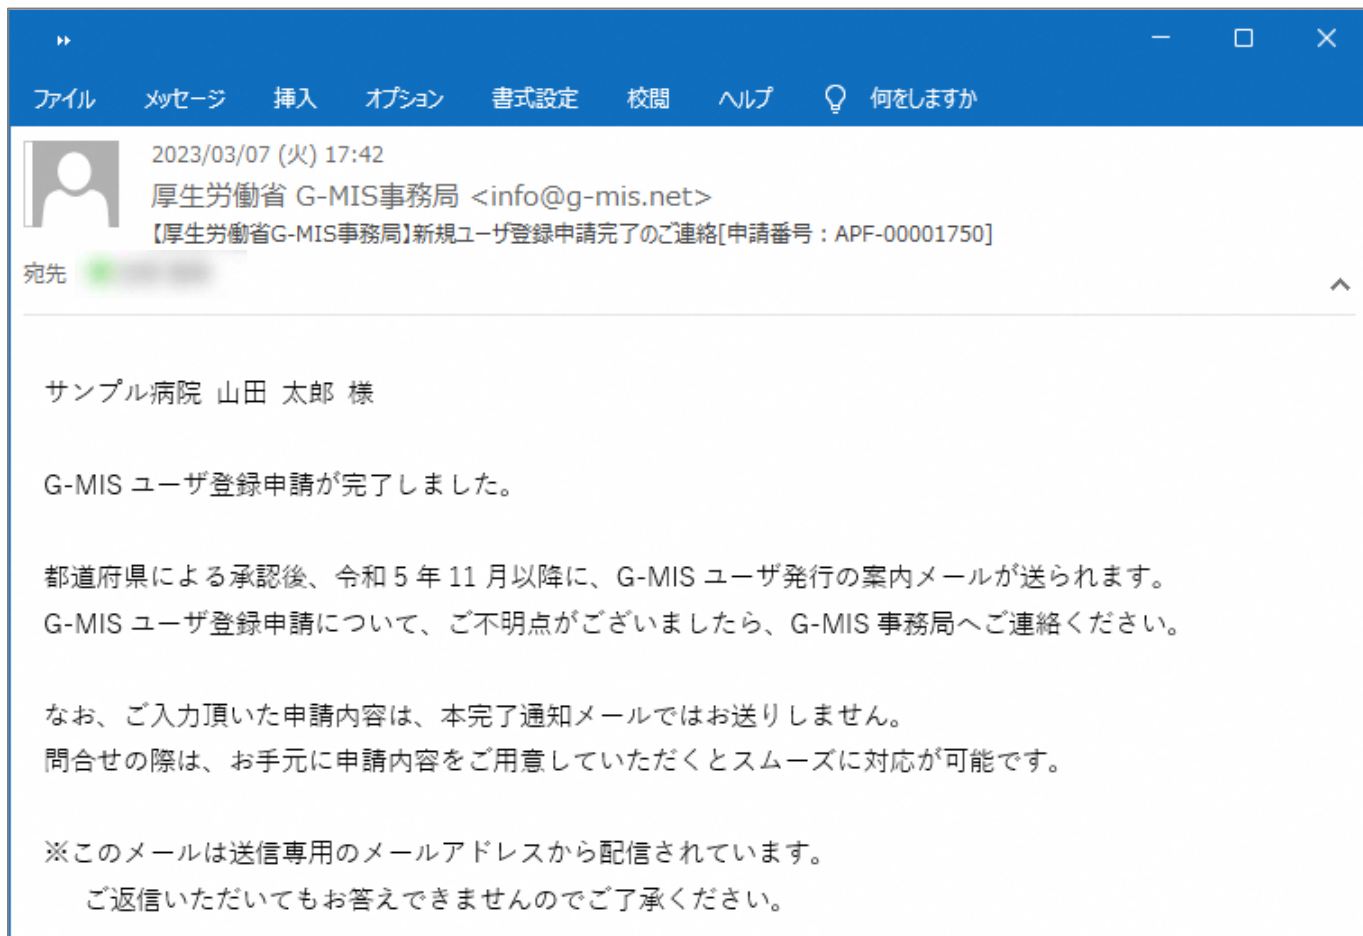 ファイル メッセージ 挿入 オプション 書式設定 校閲 ヘルプ 何をしますか
2023/03/07 (火) 17:42
厚生労働省 G-MIS事務局 <info@g-mis.net>
【厚生労働省G-MIS事務局】新規ユーザ登録申請完了のご連絡[申請番号：APF-00001750]
宛先
サンプル病院 山田 太郎 様
G-MIS ユーザ登録申請が完了しました。
都道府県による承認後、令和 5 年 11 月以降に、G-MIS ユーザ発行の案内メールが送られます。
G-MIS ユーザ登録申請について、ご不明点がございましたら、G-MIS 事務局へご連絡ください。
なお、ご入力頂いた申請内容は、本完了通知メールではお送りしません。
問合せの際は、お手元に申請内容をご用意していただくとスムーズに対応が可能です。
※このメールは送信専用のメールアドレスから配信されています。
ご返信いただいてもお答えできませんのでご了承ください。